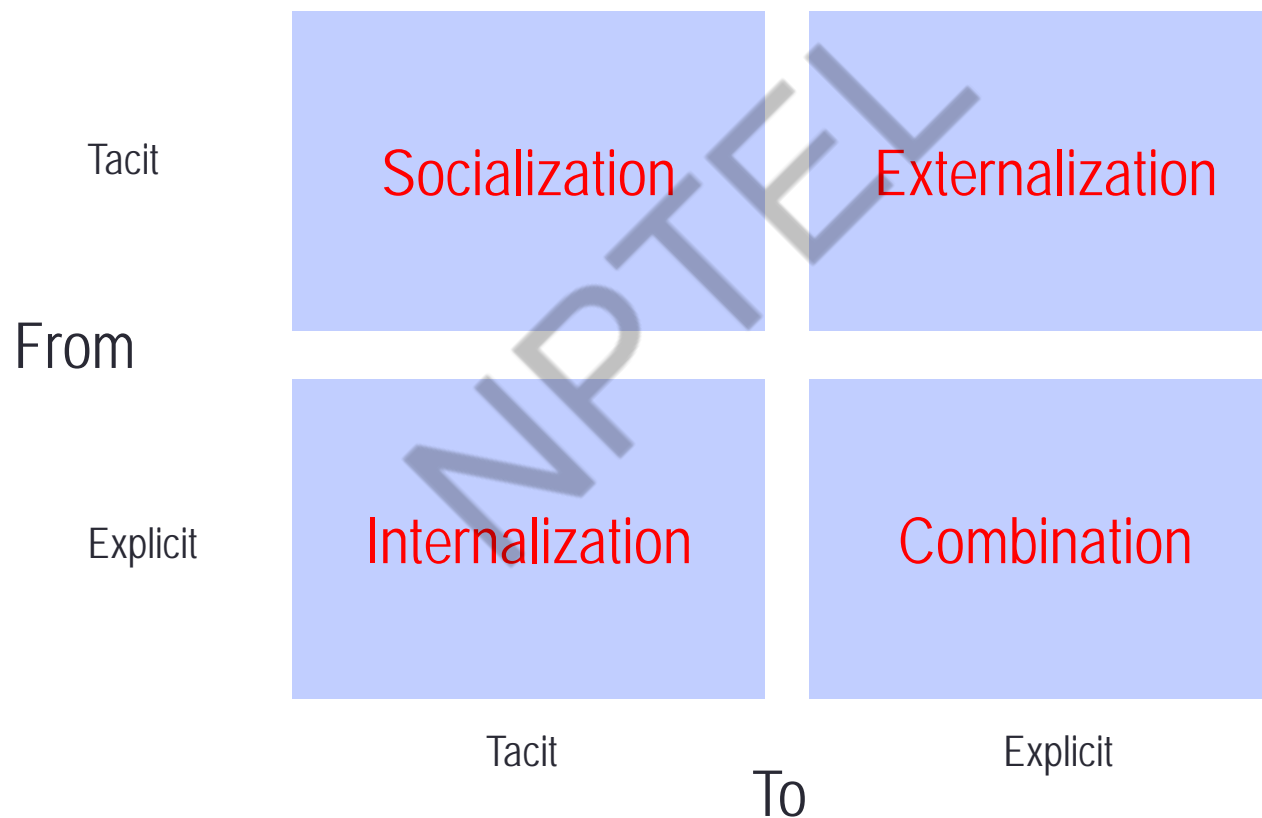 Tacit
Socialization
Externalization
From
Explicit
Internalization
Combination
Tacit
Explicit
To
NPTEL